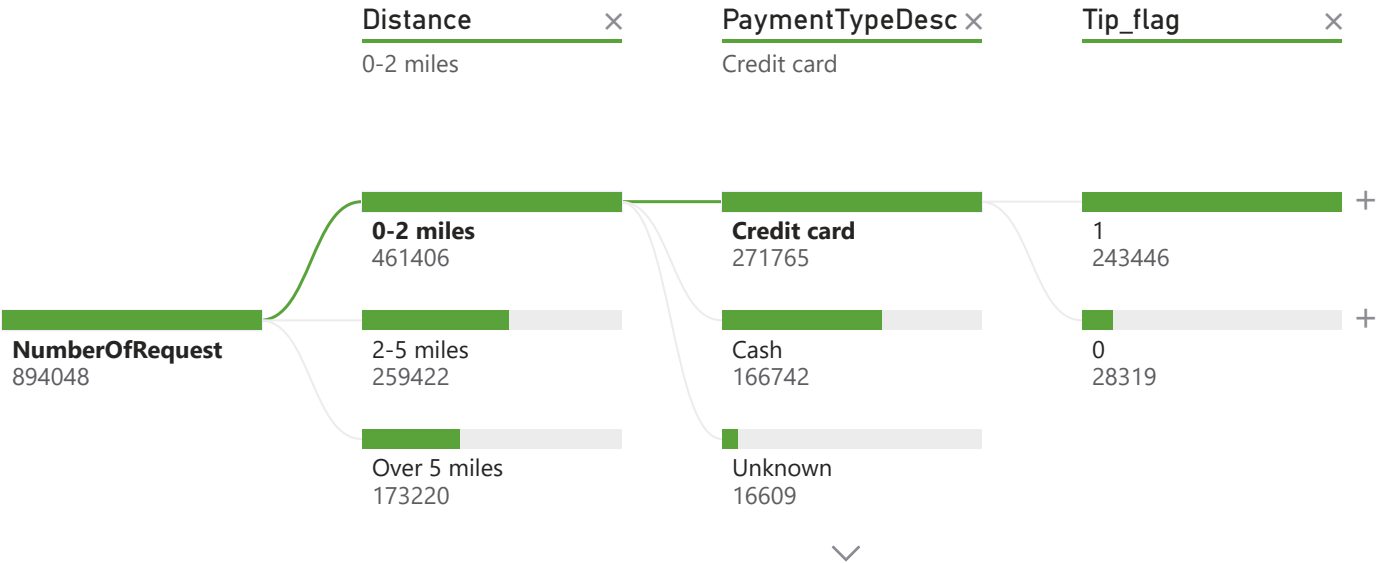 Distance
PaymentTypeDesc
Tip_flag
0-2 miles
Credit card
NumberOfRequest
894048
0-2 miles
461406
2-5 miles
259422
Over 5 miles
173220
Credit card
271765
Cash
166742
Unknown
16609
1
243446
0
28319